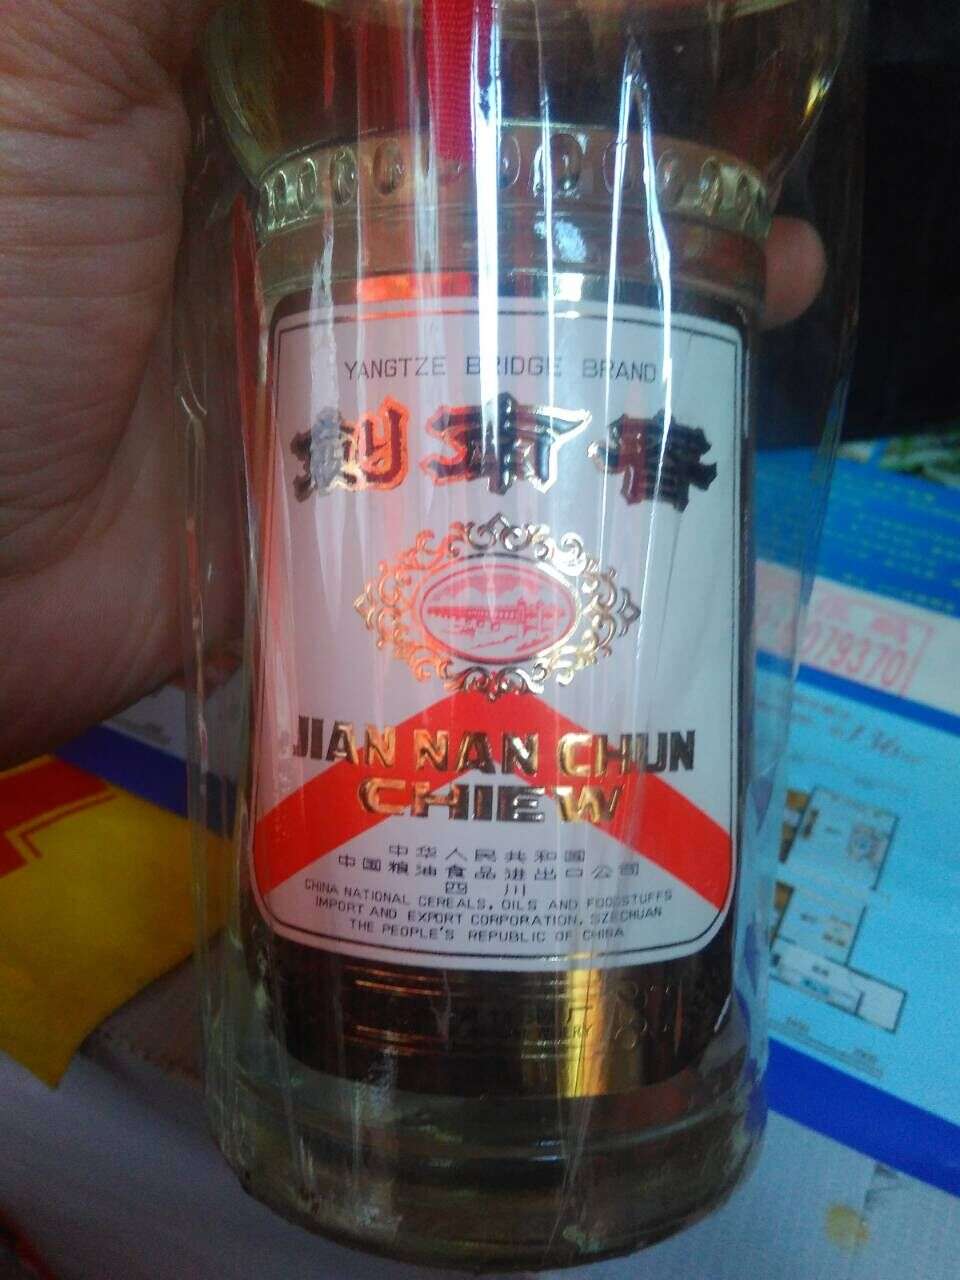 YANGTZE BRIDGE BRAND
剑南春
JIAN NAN CHUN
CHIEW
中华人民共和国
中国粮油食品进出口公司
四川
CHINA NATIONAL CEREALS, OILS AND FOODSTUFFS
IMPORT AND EXPORT CORPORATION, SZECHUAN
THE PEOPLE'S REPUBLIC OF CHINA
079370